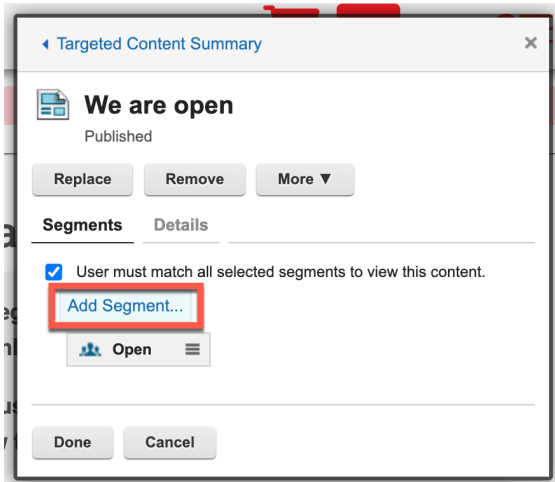 Targeted Content Summary
We are open
Published
Replace Remove More ▼
Segments Details
User must match all selected segments to view this content.
Add Segment...
Open
Done Cancel